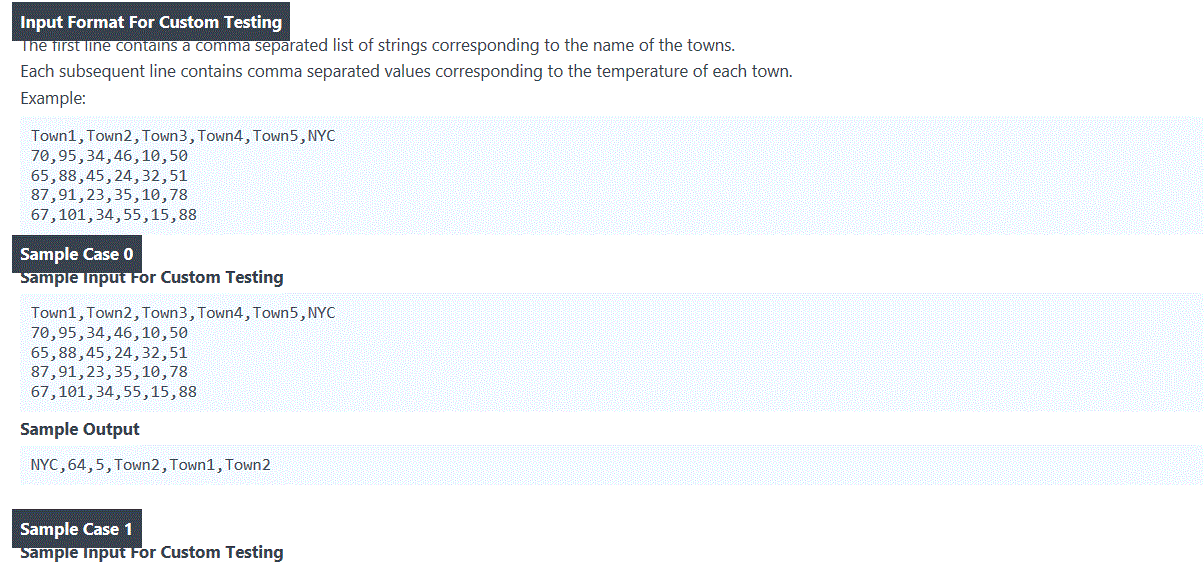 Input Format For Custom Testing
The first line contains a comma separated list of strings corresponding to the name of the towns.
Each subsequent line contains comma separated values corresponding to the temperature of each town.
Example:
Town1,Town2,Town3,Town4,Town5,NYC
70,95,34,46,10,50
65,88,45,24,32,51
87,91,23,35,10,78
67,101,34,55,15,88
Sample Case 0
Sample Input For Custom Testing
Town1,Town2,Town3,Town4,Town5,NYC
70,95,34,46,10,50
65,88,45,24,32,51
87,91,23,35,10,78
67,101,34,55,15,88
Sample Output
NYC,64,5,Town2,Town1,Town2
Sample Case 1
Sample Input For Custom Testing